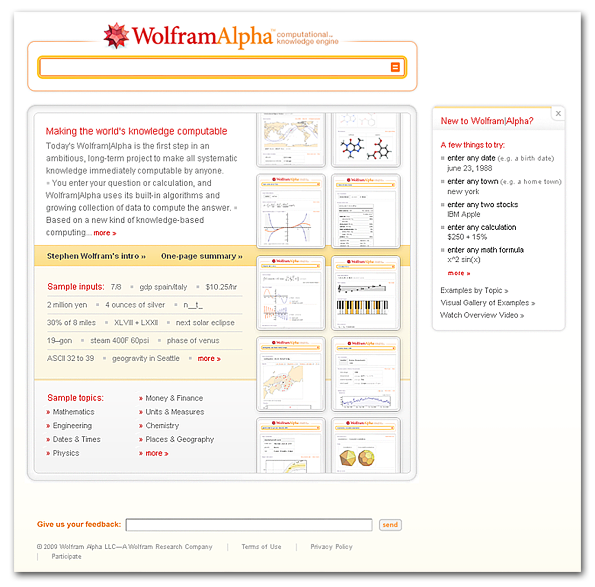 WolframAlpha™ computational...
knowledge engine
Making the world's knowledge computable
Today's Wolfram|Alpha is the first step in an
ambitious, long-term project to make all systematic
knowledge immediately computable by anyone.
You enter your question or calculation, and
Wolfram|Alpha uses its built-in algorithms and
growing collection of data to compute the answer.
Based on a new kind of knowledge-based
computing... more »
Stephen Wolfram's intro » One-page summary »
Sample inputs: 7/8 gdp spain/italy $10.25/hr
2 million yen 4 ounces of silver n__t_
30% of 8 miles XLVIII + LXXII next solar eclipse
19-gon steam 400F 60psi phase of venus
ASCII 32 to 39 geogravity in Seattle more »
Sample topics:
» Mathematics
» Engineering
» Dates & Times
» Physics
» Money & Finance
» Units & Measures
» Chemistry
» Places & Geography
» more »
WolframAlpha
WolframAlpha
WolframAlpha
WolframAlpha
WolframAlpha
WolframAlpha
WolframAlpha
WolframAlpha
New to Wolfram|Alpha?
A few things to try:
enter any date (e.g. a birth date)
june 23, 1988
enter any town (e.g. a home town)
new york
enter any two stocks
IBM Apple
enter any calculation
$250 + 15%
enter any math formula
x^2 sin(x)
more »
Examples by Topic »
Visual Gallery of Examples »
Watch Overview Video »
Give us your feedback: send
© 2009 Wolfram Alpha LLC—A Wolfram Research Company | Terms of Use | Privacy Policy
| Participate